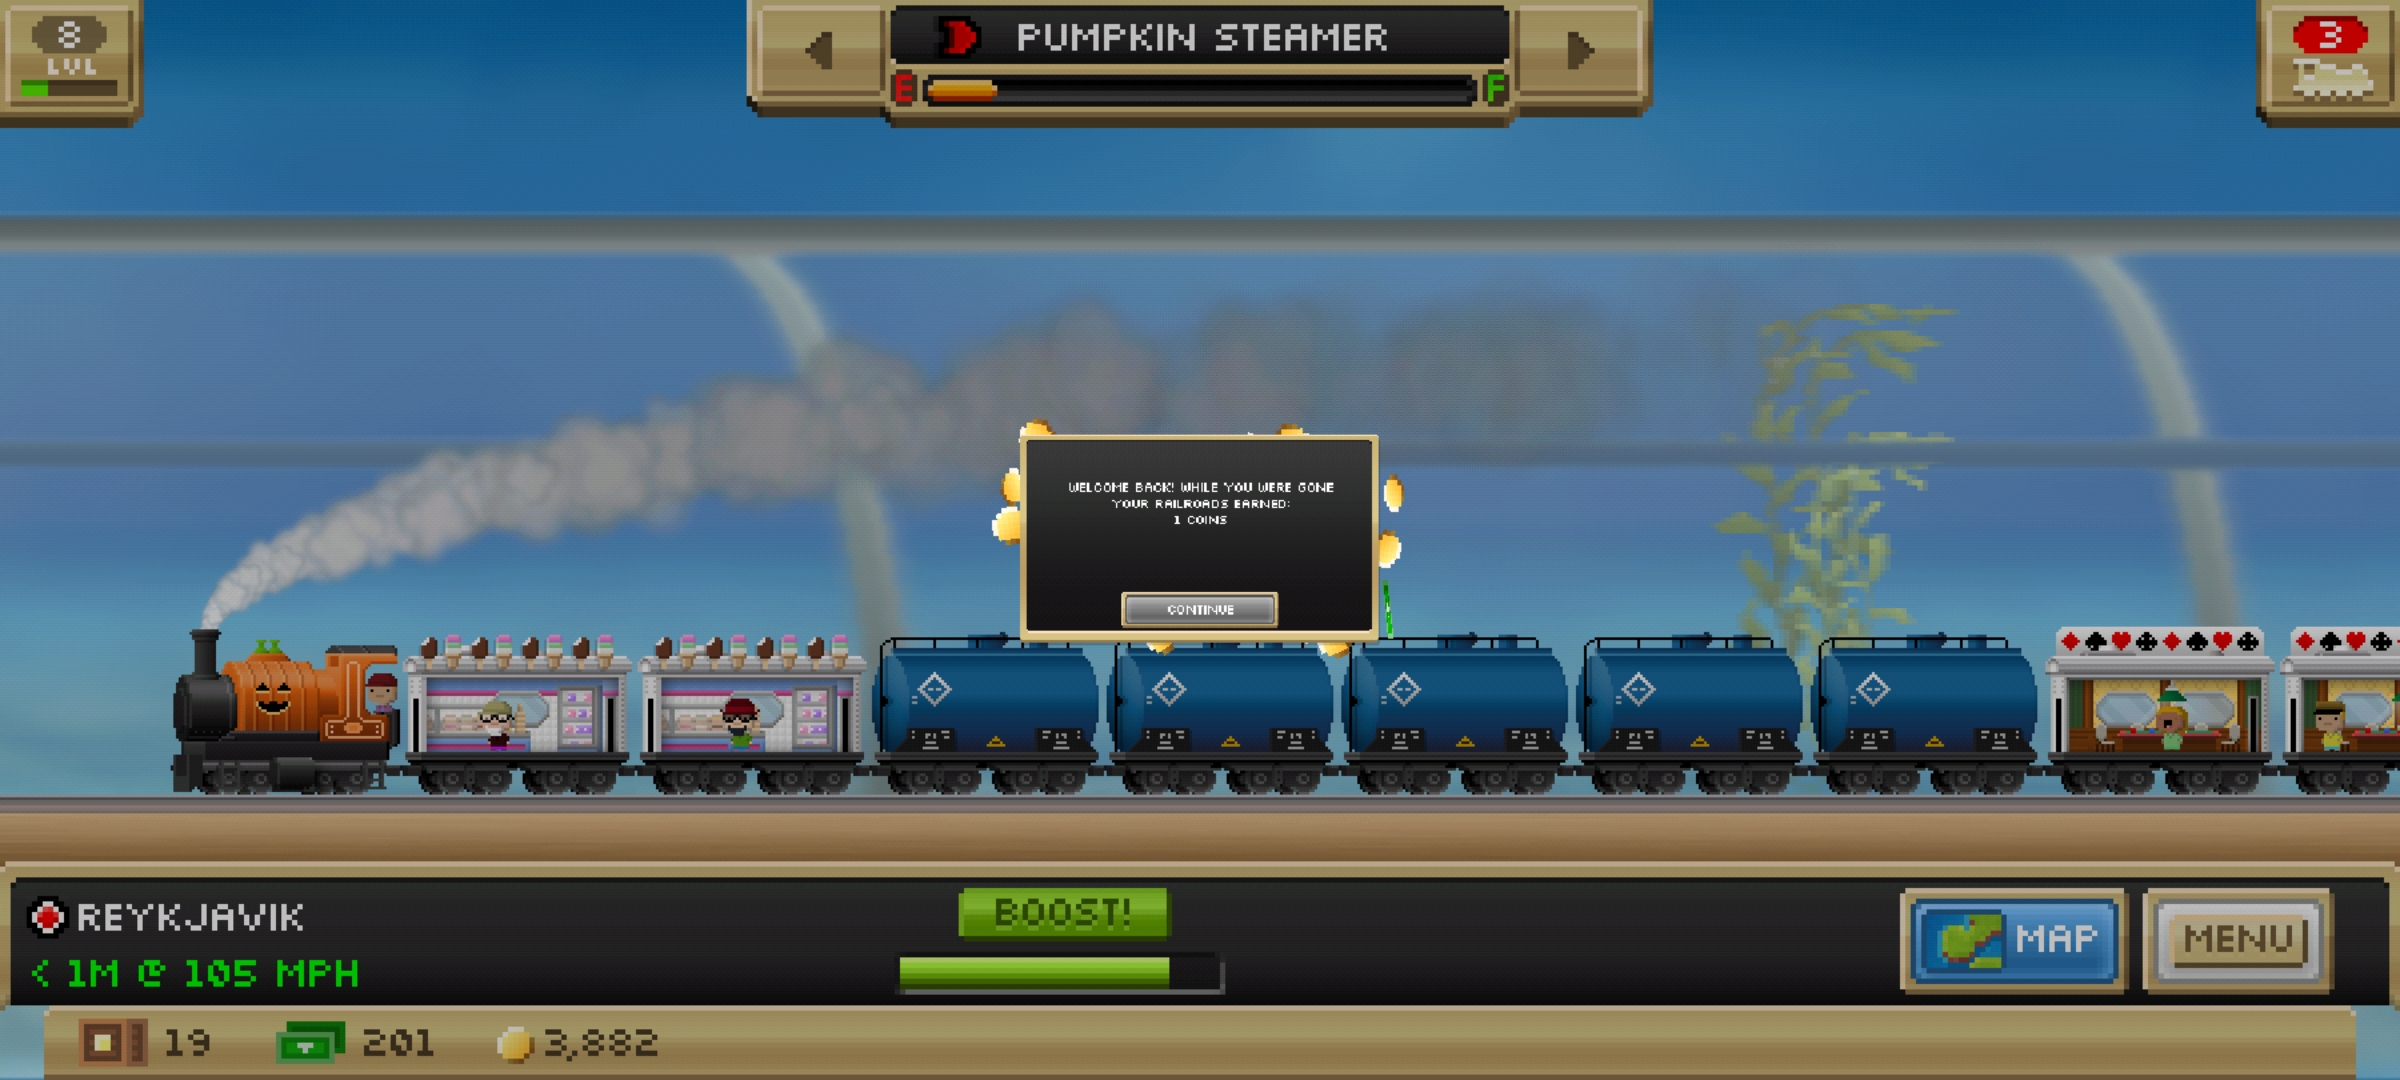 8
LVL
PUMPKIN STEAMER
E
F
3
WELCOME BACK! WHILE YOU WERE GONE
YOUR RAILROADS EARNED:
1 COINS
CONTINUE
REYKJAVIK
< 1M @ 105 MPH
BOOST!
MAP
MENU
19
201
3,882